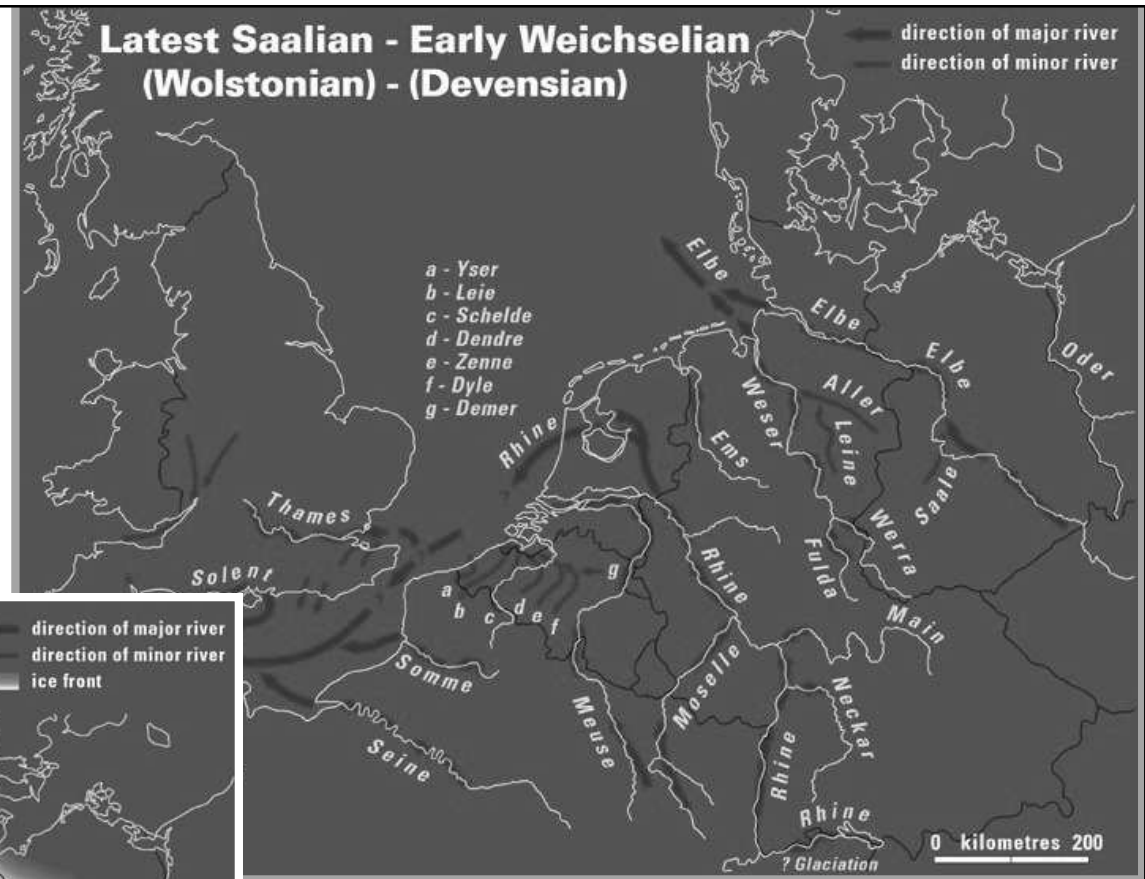 Latest Saalian - Early Weichselian
(Wolstonian) - (Devensian)
direction of major river
direction of minor river
a - Yser
b - Leie
c - Schelde
d - Dendre
e - Zenne
f - Dyle
g - Demer
Elbe
Elbe
Elbe
Oder
Rhine
Weser
Aller
Leine
Ems
Saale
Thames
Werra
Fulda
Solent
Rhine
g
a
b
c
d
e
f
Main
Somme
Moselle
Neckar
Meuse
Seine
Rhine
Rhine
? Glaciation
?
0 kilometres 200
direction of major river
direction of minor river
ice front